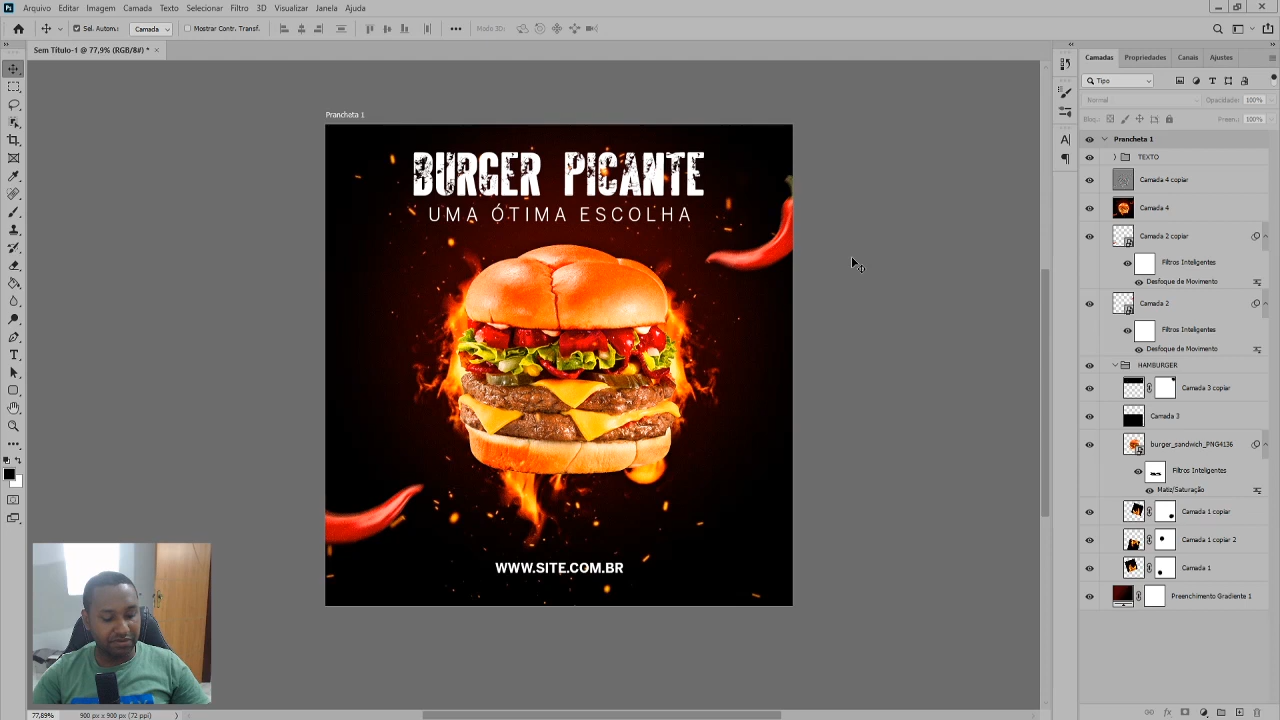 Arquivo Editar Imagem Camada Texto Selecionar Filtro 3D Visualizar Janela Ajuda
Sel. Autom.: Camada Mostrar Contr. Transf. Modo 3D:
Sem Título-1 @ 77,9% (RGB/8#) *
Camadas Propriedades Canais Ajustes
Tipo
Normal Opacidade: 100%
Bloq.: Preen.: 100%
Prancheta 1
TEXTO
Camada 4 copiar
Camada 4
Camada 2 copiar
Filtros Inteligentes
Desfoque de Movimento
Camada 2
Filtros Inteligentes
Desfoque de Movimento
HAMBURGER
Camada 3 copiar
Camada 3
burger_sandwich_PNG4136
Filtros Inteligentes
Matiz/Saturação
Camada 1 copiar
Camada 1 copiar 2
Camada 1
Preenchimento Gradiente 1
Prancheta 1
BURGER PICANTE
UMA ÓTIMA ESCOLHA
WWW.SITE.COM.BR
77,89% 900 px x 900 px (72 ppi)